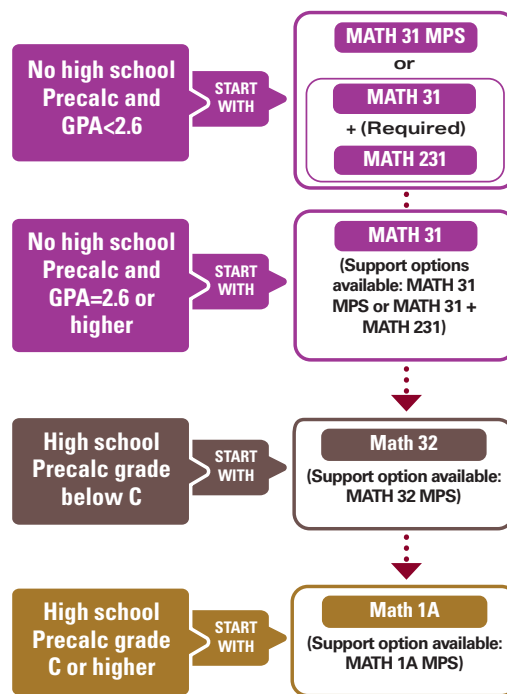 No high school
Precalc and
GPA<2.6
START
WITH
MATH 31 MPS
or
MATH 31
+ (Required)
MATH 231
No high school
Precalc and
GPA=2.6 or
higher
START
WITH
MATH 31
(Support options
available: MATH 31
MPS or MATH 31 +
MATH 231)
High school
Precalc grade
below C
START
WITH
Math 32
(Support option available:
MATH 32 MPS)
High school
Precalc grade
C or higher
START
WITH
Math 1A
(Support option available:
MATH 1A MPS)